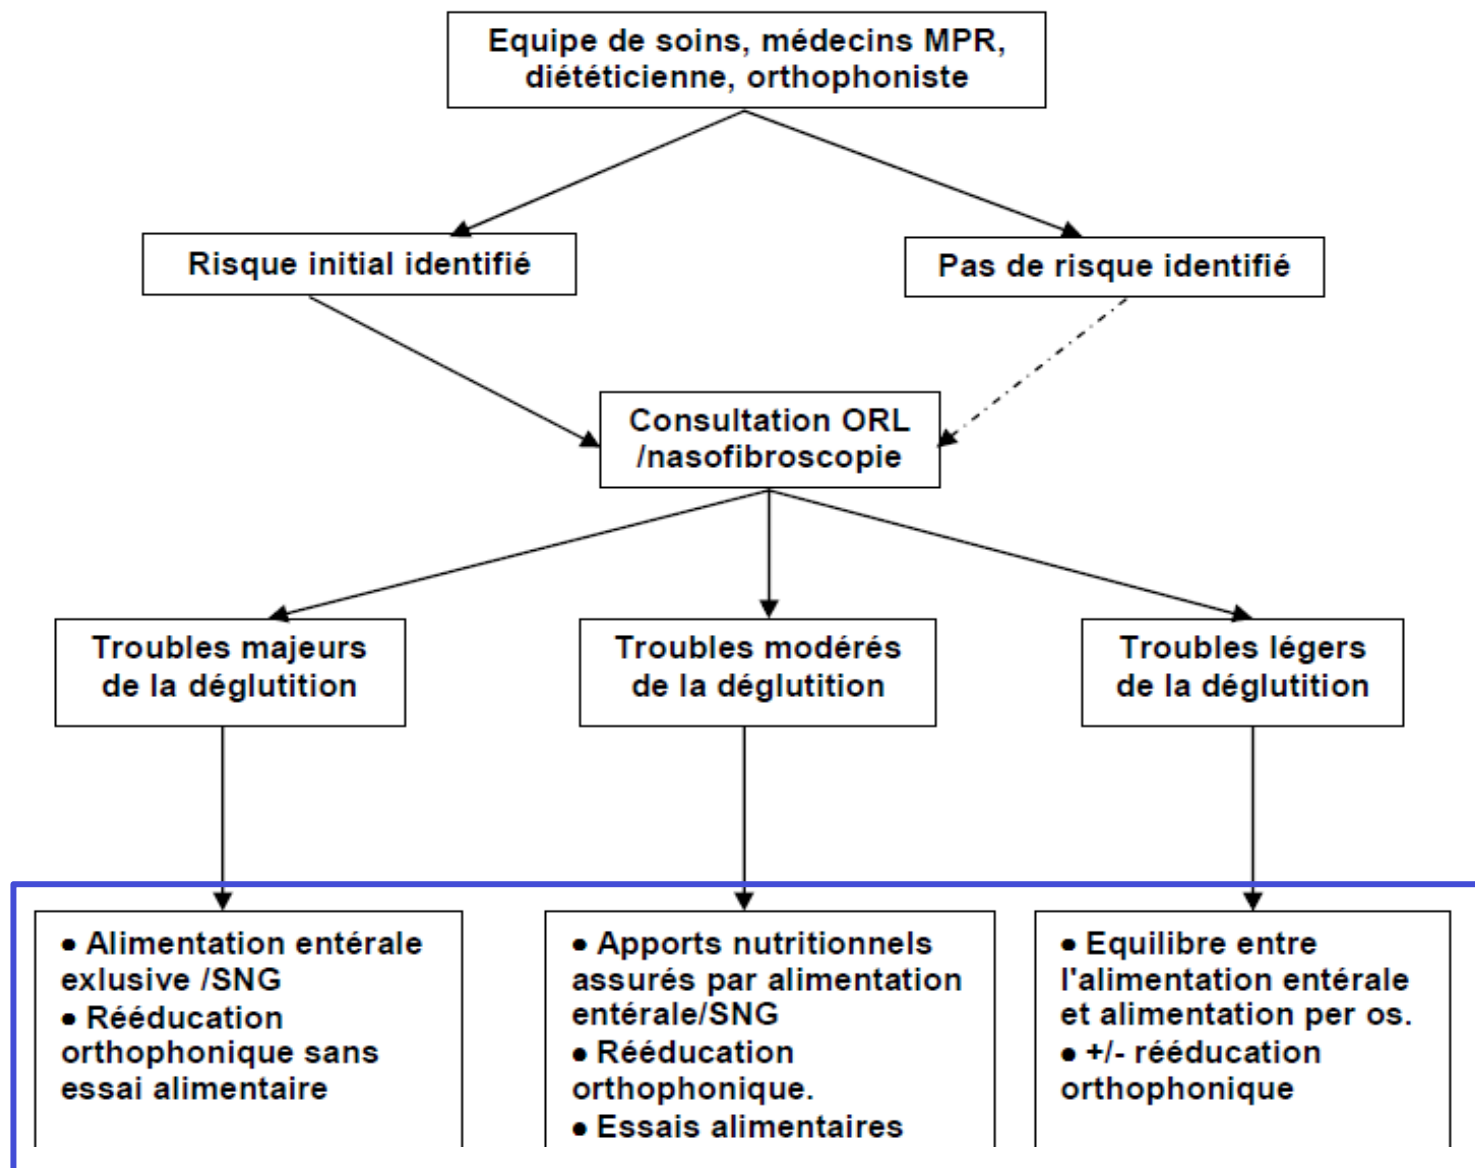 Equipe de soins, médecins MPR,
diététicienne, orthophoniste
Risque initial identifié
Pas de risque identifié
Consultation ORL
/nasofibroscopie
Troubles majeurs
de la déglutition
Troubles modérés
de la déglutition
Troubles légers
de la déglutition
• Alimentation entérale
exlusive /SNG
• Rééducation
orthophonique sans
essai alimentaire
• Apports nutritionnels
assurés par alimentation
entérale/SNG
• Rééducation
orthophonique.
• Essais alimentaires
• Equilibre entre
l'alimentation entérale
et alimentation per os.
• +/- rééducation
orthophonique